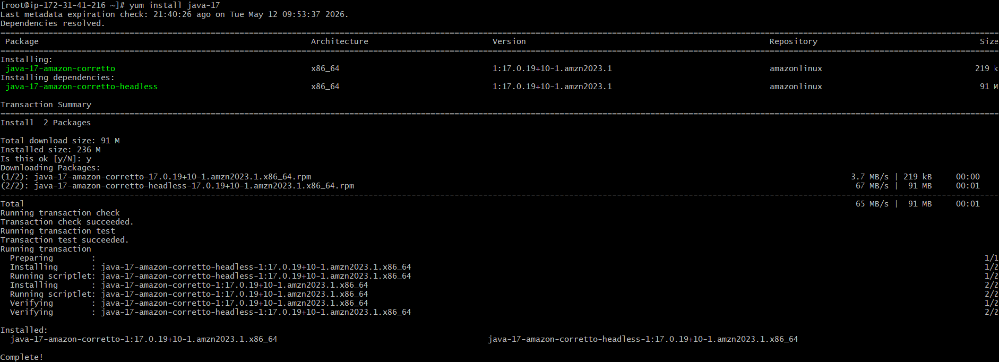 [root@ip-172-31-41-216 ~]# yum install java-17
Last metadata expiration check: 21:40:26 ago on Tue May 12 09:53:37 2026.
Dependencies resolved.
Package Architecture Version Repository Size
Installing:
java-17-amazon-corretto x86_64 1:17.0.19+10-1.amzn2023.1 amazonlinux 219 k
Installing dependencies:
java-17-amazon-corretto-headless x86_64 1:17.0.19+10-1.amzn2023.1 amazonlinux 91 M
Transaction Summary
Install 2 Packages
Total download size: 91 M
Installed size: 236 M
Is this ok [y/N]: y
Downloading Packages:
(1/2): java-17-amazon-corretto-17.0.19+10-1.amzn2023.1.x86_64.rpm 3.7 MB/s | 219 kB 00:00
(2/2): java-17-amazon-corretto-headless-17.0.19+10-1.amzn2023.1.x86_64.rpm 67 MB/s | 91 MB 00:01
Total 65 MB/s | 91 MB 00:01
Running transaction check
Transaction check succeeded.
Running transaction test
Transaction test succeeded.
Running transaction
Preparing : 1/1
Installing : java-17-amazon-corretto-headless-1:17.0.19+10-1.amzn2023.1.x86_64 1/2
Running scriptlet: java-17-amazon-corretto-headless-1:17.0.19+10-1.amzn2023.1.x86_64 1/2
Installing : java-17-amazon-corretto-1:17.0.19+10-1.amzn2023.1.x86_64 2/2
Running scriptlet: java-17-amazon-corretto-1:17.0.19+10-1.amzn2023.1.x86_64 2/2
Verifying : java-17-amazon-corretto-1:17.0.19+10-1.amzn2023.1.x86_64 1/2
Verifying : java-17-amazon-corretto-headless-1:17.0.19+10-1.amzn2023.1.x86_64 2/2
Installed:
java-17-amazon-corretto-1:17.0.19+10-1.amzn2023.1.x86_64 java-17-amazon-corretto-headless-1:17.0.19+10-1.amzn2023.1.x86_64
Complete!